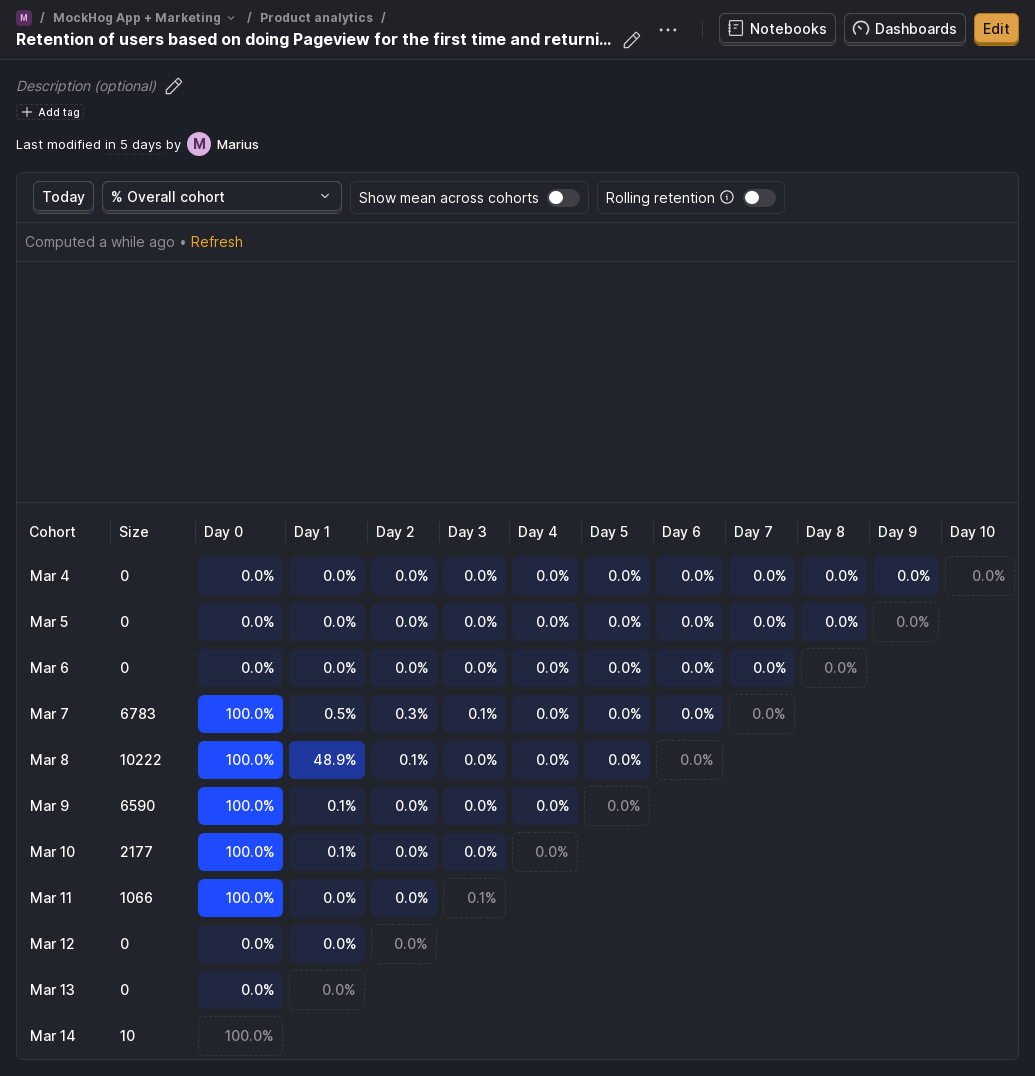 M / MockHog App + Marketing / Product analytics /
Retention of users based on doing Pageview for the first time and returni...
Notebooks Dashboards Edit
Description (optional)
Add tag
Last modified in 5 days by M Marius
Today % Overall cohort Show mean across cohorts Rolling retention
Computed a while ago • Refresh
Cohort Size Day 0 Day 1 Day 2 Day 3 Day 4 Day 5 Day 6 Day 7 Day 8 Day 9 Day 10
Mar 4 0 0.0% 0.0% 0.0% 0.0% 0.0% 0.0% 0.0% 0.0% 0.0% 0.0% 0.0%
Mar 5 0 0.0% 0.0% 0.0% 0.0% 0.0% 0.0% 0.0% 0.0% 0.0% 0.0%
Mar 6 0 0.0% 0.0% 0.0% 0.0% 0.0% 0.0% 0.0% 0.0% 0.0%
Mar 7 6783 100.0% 0.5% 0.3% 0.1% 0.0% 0.0% 0.0% 0.0%
Mar 8 10222 100.0% 48.9% 0.1% 0.0% 0.0% 0.0% 0.0%
Mar 9 6590 100.0% 0.1% 0.0% 0.0% 0.0% 0.0%
Mar 10 2177 100.0% 0.1% 0.0% 0.0% 0.0%
Mar 11 1066 100.0% 0.0% 0.0% 0.1%
Mar 12 0 0.0% 0.0% 0.0%
Mar 13 0 0.0% 0.0%
Mar 14 10 100.0%